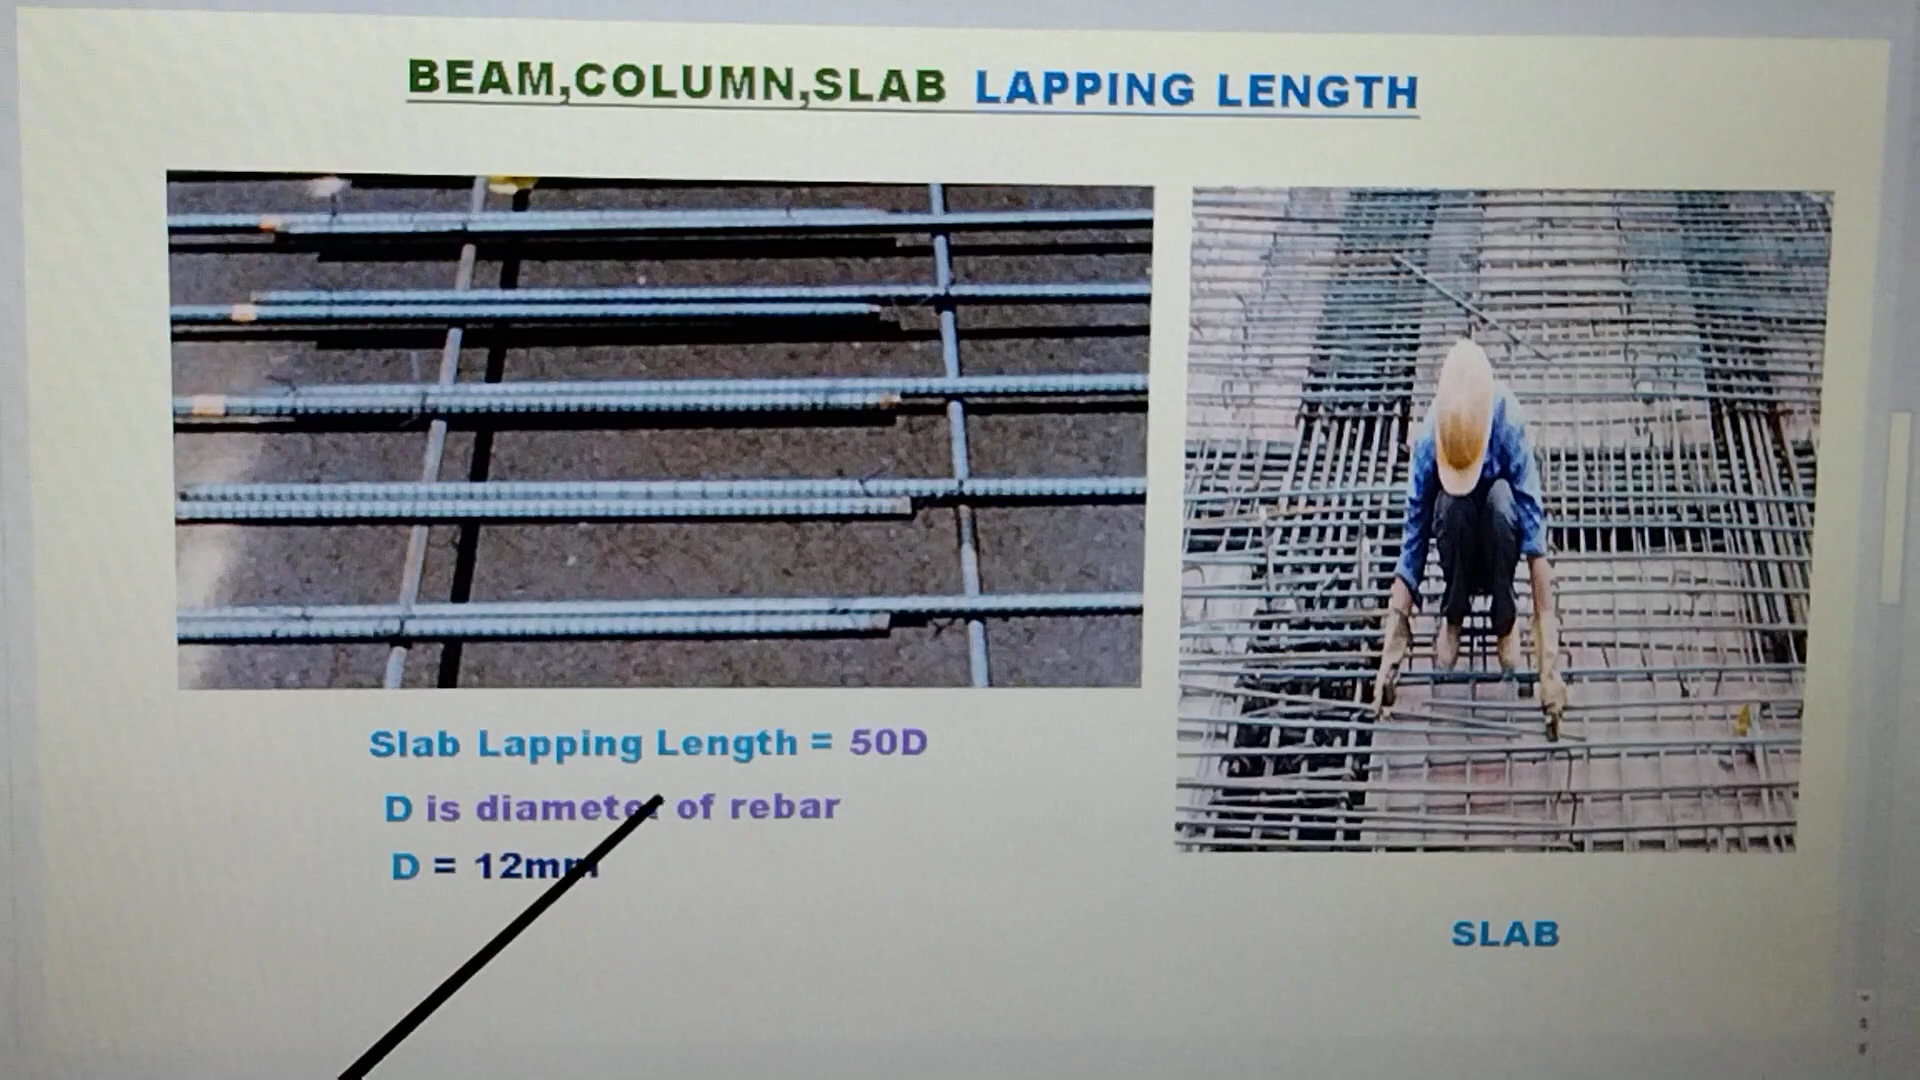 BEAM,COLUMN,SLAB LAPPING LENGTH
Slab Lapping Length = 50D
D is diameter of rebar
D = 12mm
SLAB